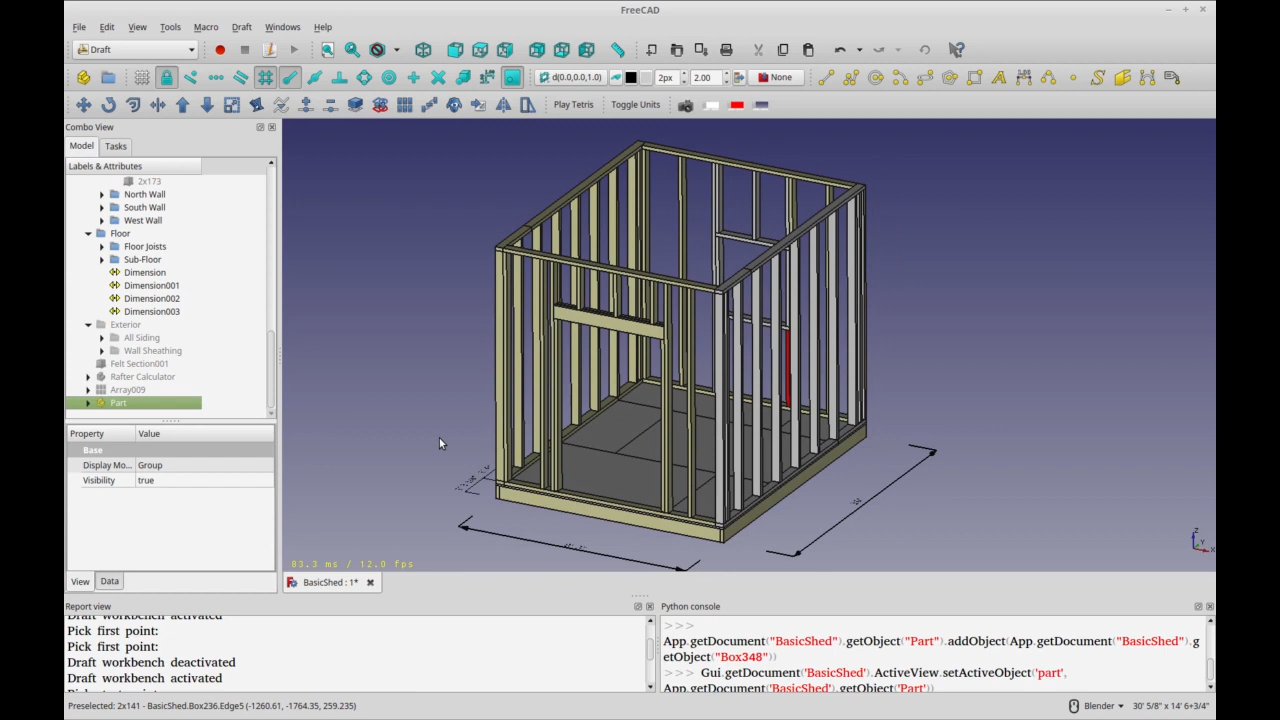 FreeCAD
File Edit View Tools Macro Draft Windows Help
Draft
d(0.0,0.0,1.0) 2px 2.00 None
Play Tetris Toggle Units
Combo View
Model Tasks
Labels & Attributes
2x173
North Wall
South Wall
West Wall
Floor
Floor Joists
Sub-Floor
Dimension
Dimension001
Dimension002
Dimension003
Exterior
All Siding
Wall Sheathing
Felt Section001
Rafter Calculator
Array009
Part
Property Value
Base
Display Mo... Group
Visibility true
View Data
83.3 ms / 12.0 fps
Z
Y
X
BasicShed : 1*
Report view
Draft workbench activated
Pick first point:
Pick first point:
Draft workbench deactivated
Draft workbench activated
Python console
>>>
App.getDocument("BasicShed").getObject("Part").addObject(App.getDocument("BasicShed").g
etObject("Box348"))
>>> Gui.getDocument('BasicShed').ActiveView.setActiveObject('part',
App.getDocument('BasicShed').getObject('Part'))
Preselected: 2x141 - BasicShed.Box236.Edge5 (-1260.61, -1764.35, 259.235)
Blender 30' 5/8" x 14' 6+3/4"